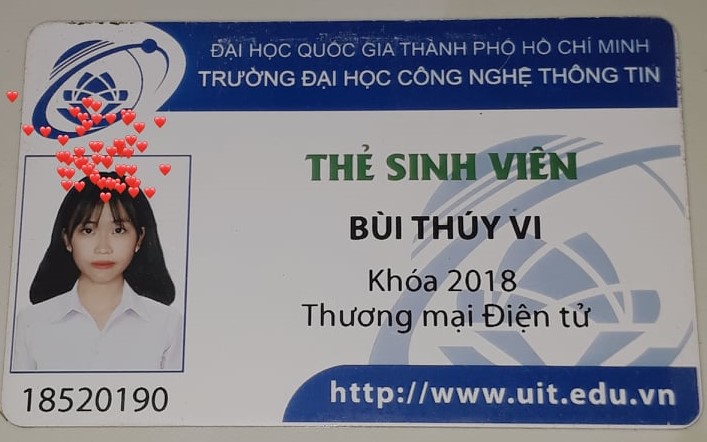 ĐẠI HỌC QUỐC GIA THÀNH PHỐ HỒ CHÍ MINH
TRƯỜNG ĐẠI HỌC CÔNG NGHỆ THÔNG TIN
THẺ SINH VIÊN
BÙI THÚY VI
Khóa 2018
Thương mại Điện tử
18520190
http://www.uit.edu.vn